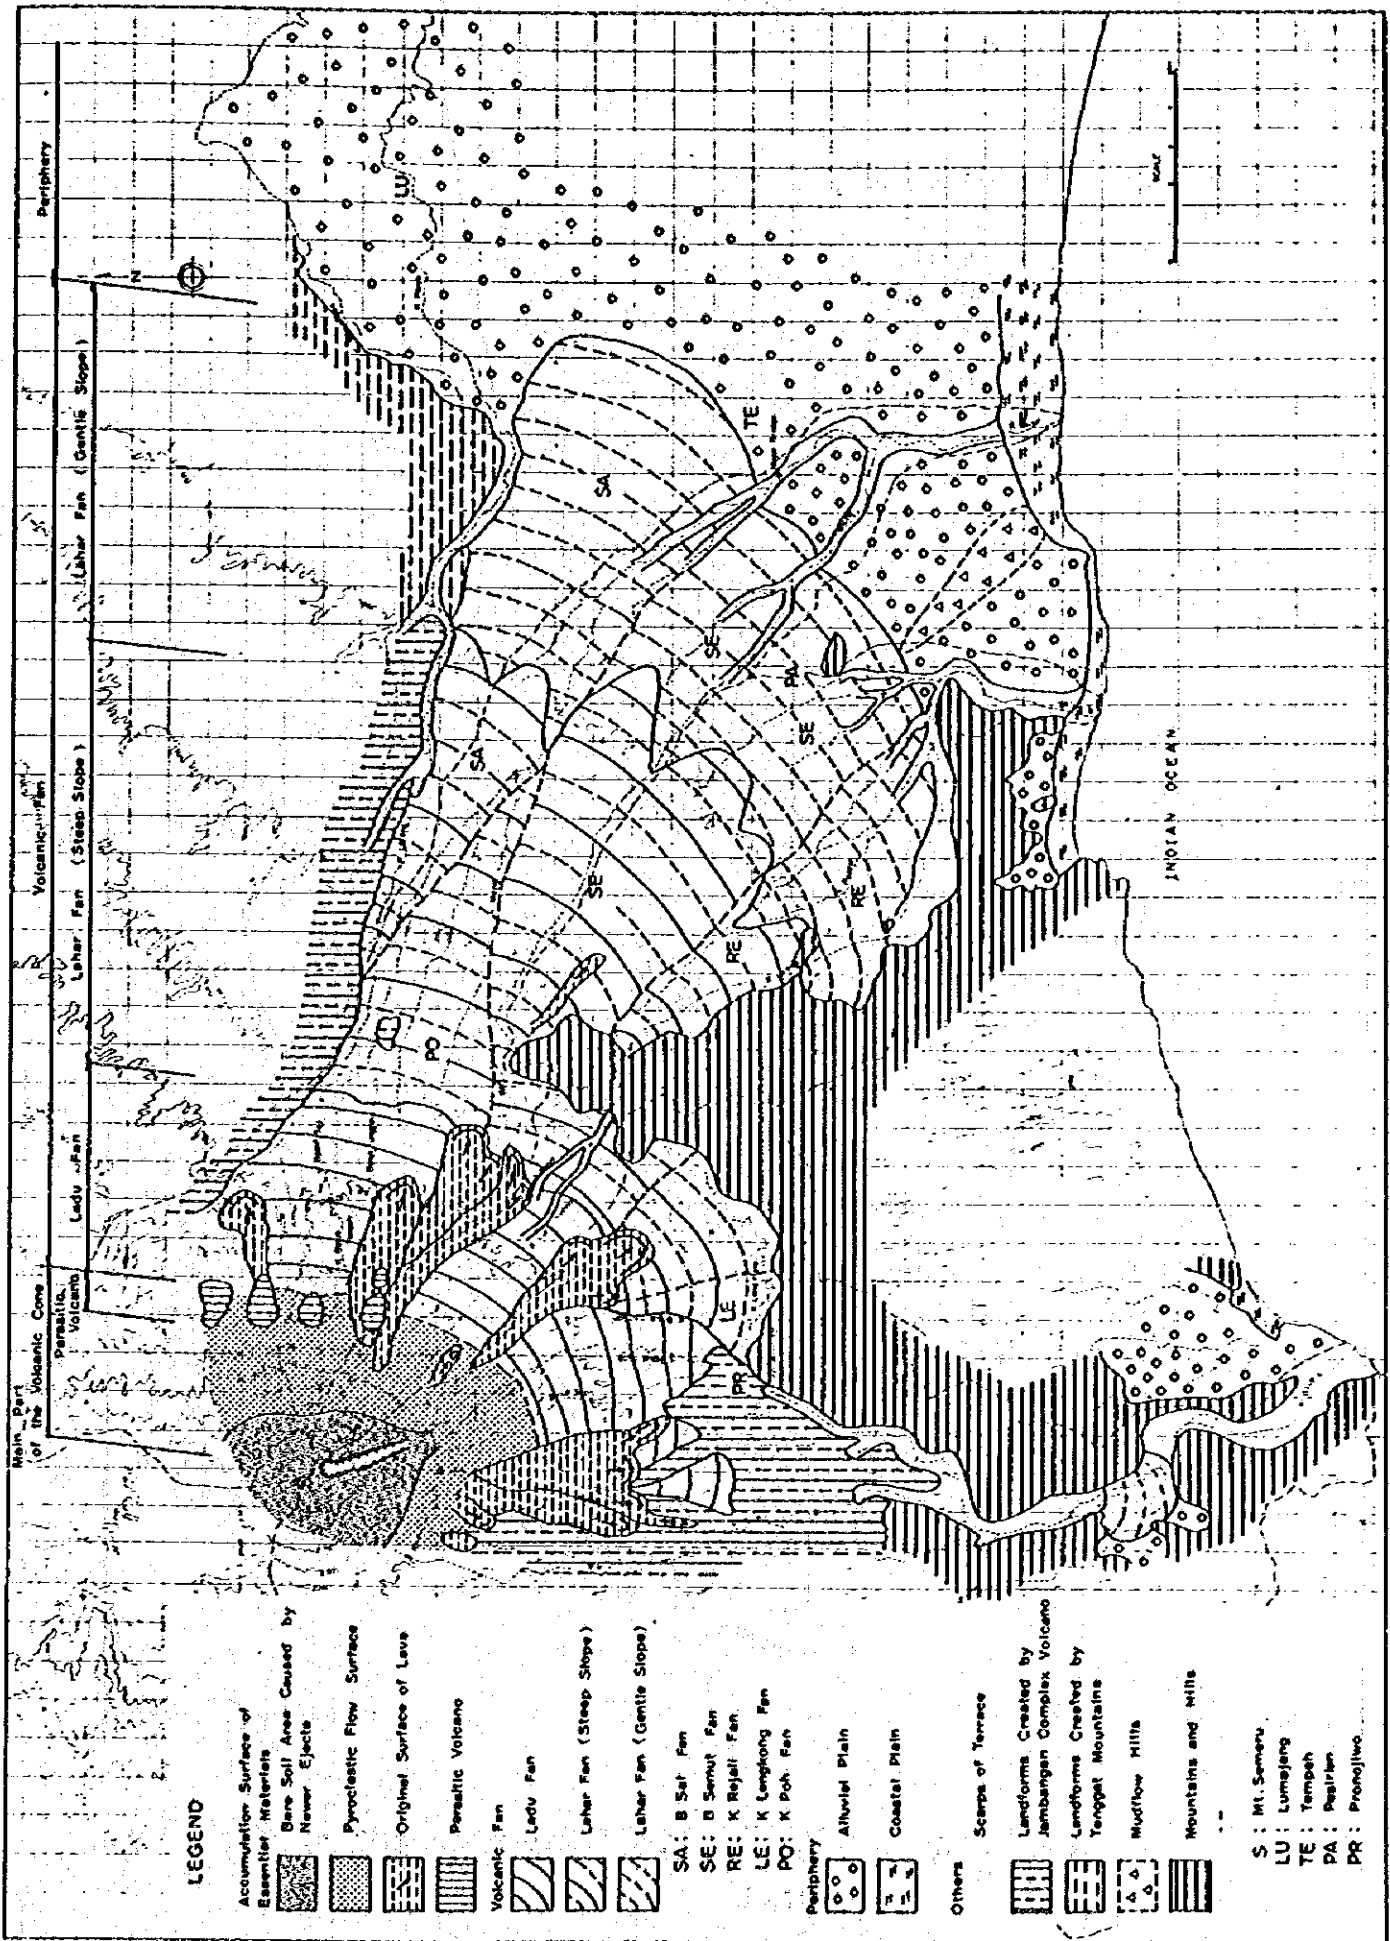 Main Part
of the Volcanic Cone
Parasitic
Volcano
Ladu Fan
Lahar Fan (Steep Slope)
Volcanic Fan
Lahar Fan (Gentle Slope)
Periphery
N
LU
TE
SA
SE
PA
SE
SA
SE
RE
RE
PO
LE
PR
SCALE
INDIAN OCEAN
LEGEND
Accumulation Surface of
Essential Materials
Bare Soil Area Caused by
Newer Ejecta
Pyroclastic Flow Surface
Original Surface of Lava
Parasitic Volcano
Volcanic Fan
Ladu Fan
Lahar Fan (Steep Slope)
Lahar Fan (Gentle Slope)
SA: B Sat Fan
SE: B Semut Fan
RE: K Rejali Fan
LE: K Lengkong Fan
PO: K Poh Fan
Periphery
Alluvial Plain
Coastal Plain
Others
Scarps of Terrace
Landforms Created by
Jambangan Complex Volcano
Landforms Created by
Tengger Mountains
Mudflow Hills
Mountains and Hills
S : Mt. Semeru
LU : Lumajang
TE : Tempeh
PA : Pasirian
PR : Pronojiwo